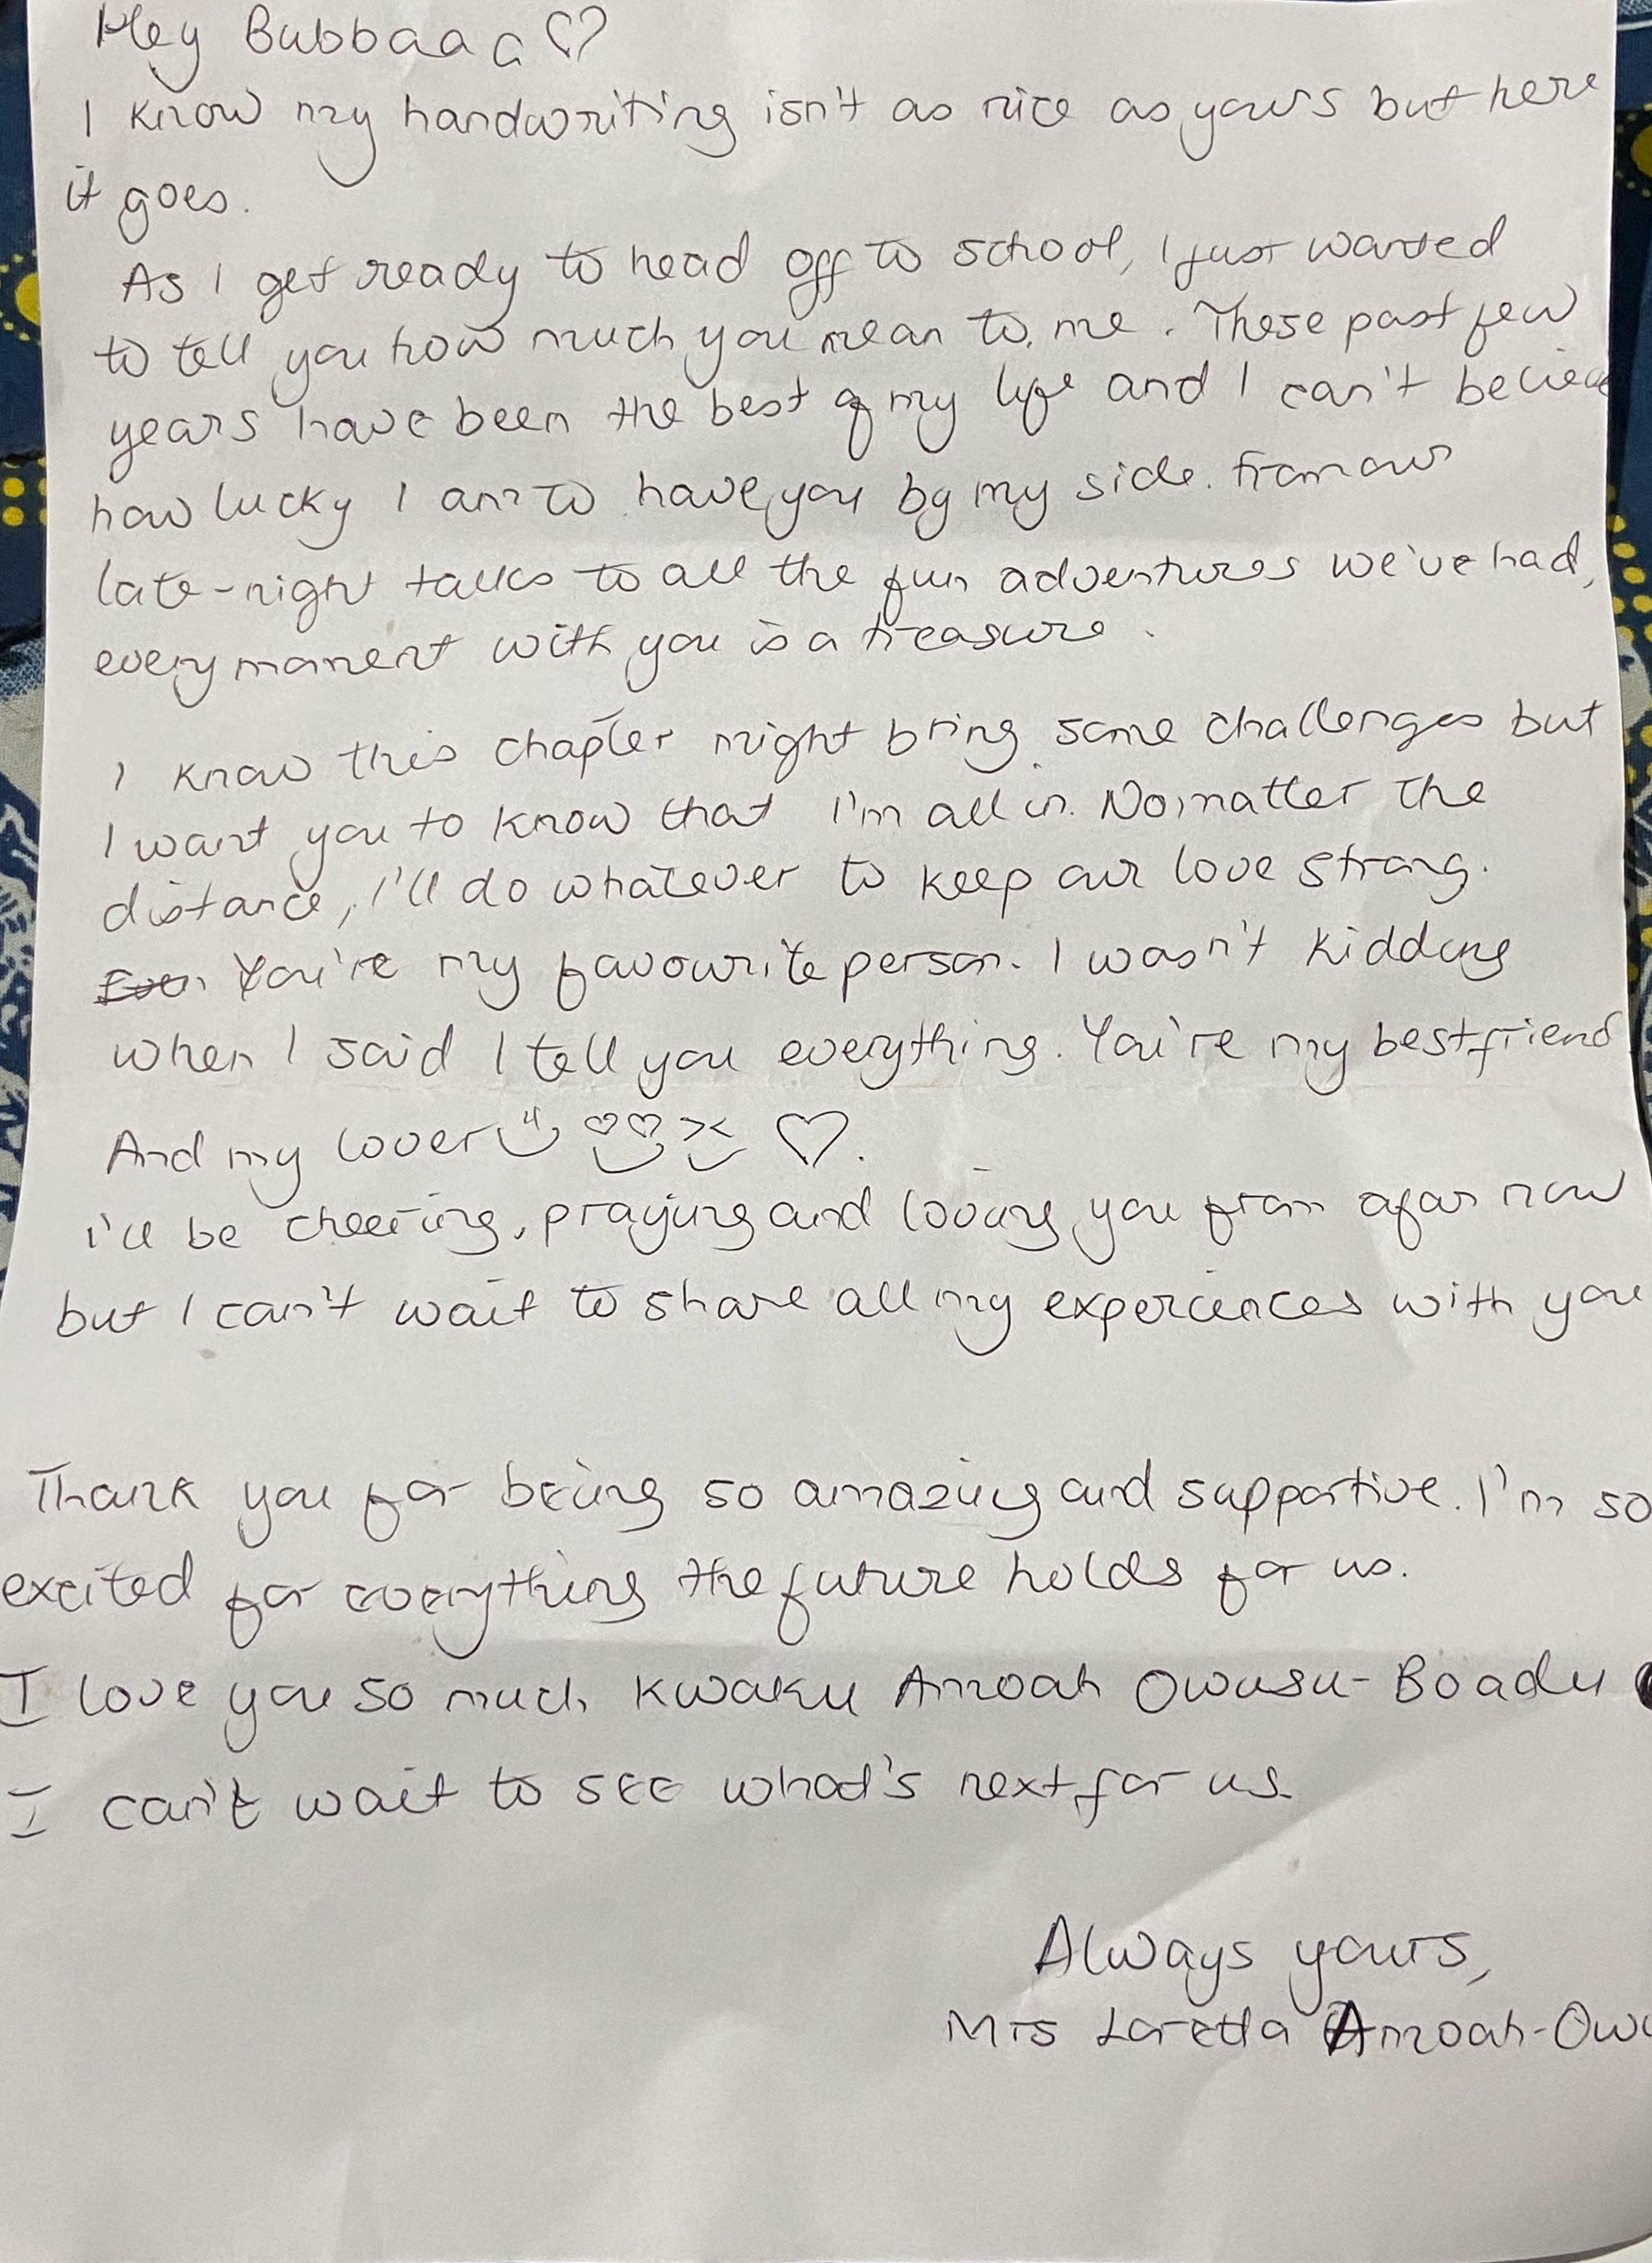 Hey Bubbaaa a ♡
I know my handwriting isn't as nice as yours but here
it goes.
As I get ready to head off to school, I just wanted
to tell you how much you mean to me. These past few
years have been the best of my life and I can't believe
how lucky I am to have you by my side. From our
late-night talks to all the fun adventures we've had,
every moment with you is a treasure.
I know this chapter might bring some challenges but
I want you to know that I'm all in. No matter the
distance, I'll do whatever to keep our love strong.
You're my favourite person. I wasn't kidding
when I said I tell you everything. You're my bestfriend
And my lover ♡.
I'll be cheering, praying and loving you from afar now
but I can't wait to share all my experiences with you
Thank you for being so amazing and supportive. I'm so
excited for everything the future holds for us.
I love you so much Kwaku Amoah Owusu-Boadu
I can't wait to see what's next for us.
Always yours,
Mrs Loretta Amoah-Owu